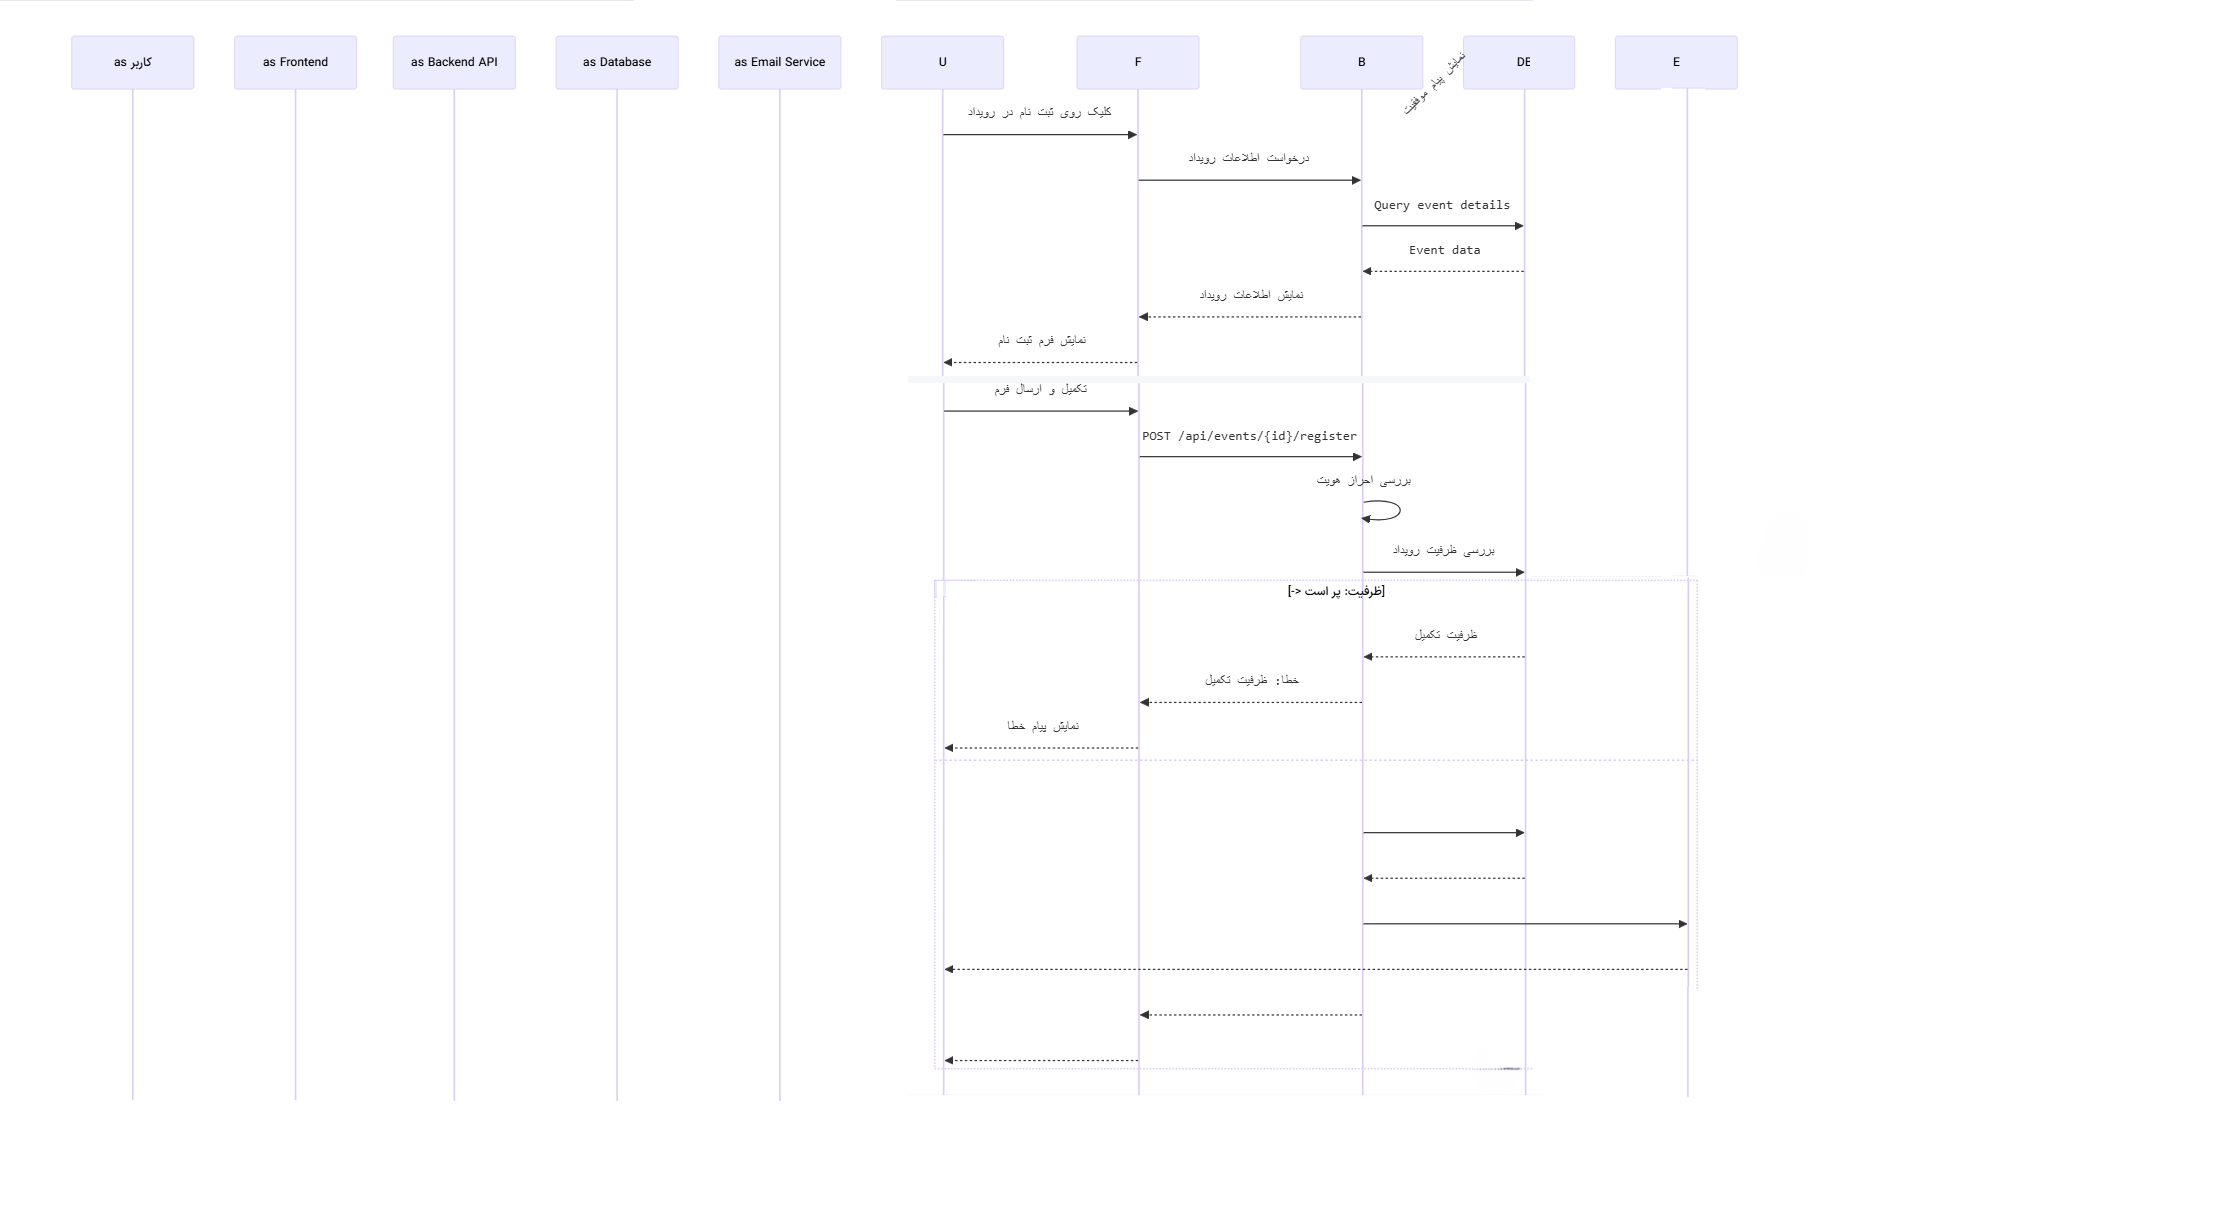 as کاربر
as Frontend
as Backend API
as Database
as Email Service
U
F
B
DE
E
نمایش پیام موفقیت
کلیک روی ثبت نام در رویداد
درخواست اطلاعات رویداد
Query event details
Event data
نمایش اطلاعات رویداد
نمایش فرم ثبت نام
تکمیل و ارسال فرم
POST /api/events/{id}/register
بررسی احراز هویت
بررسی ظرفیت رویداد
[ظرفیت: پر است <-]
ظرفیت تکمیل
خطا: ظرفیت تکمیل
نمایش پیام خطا